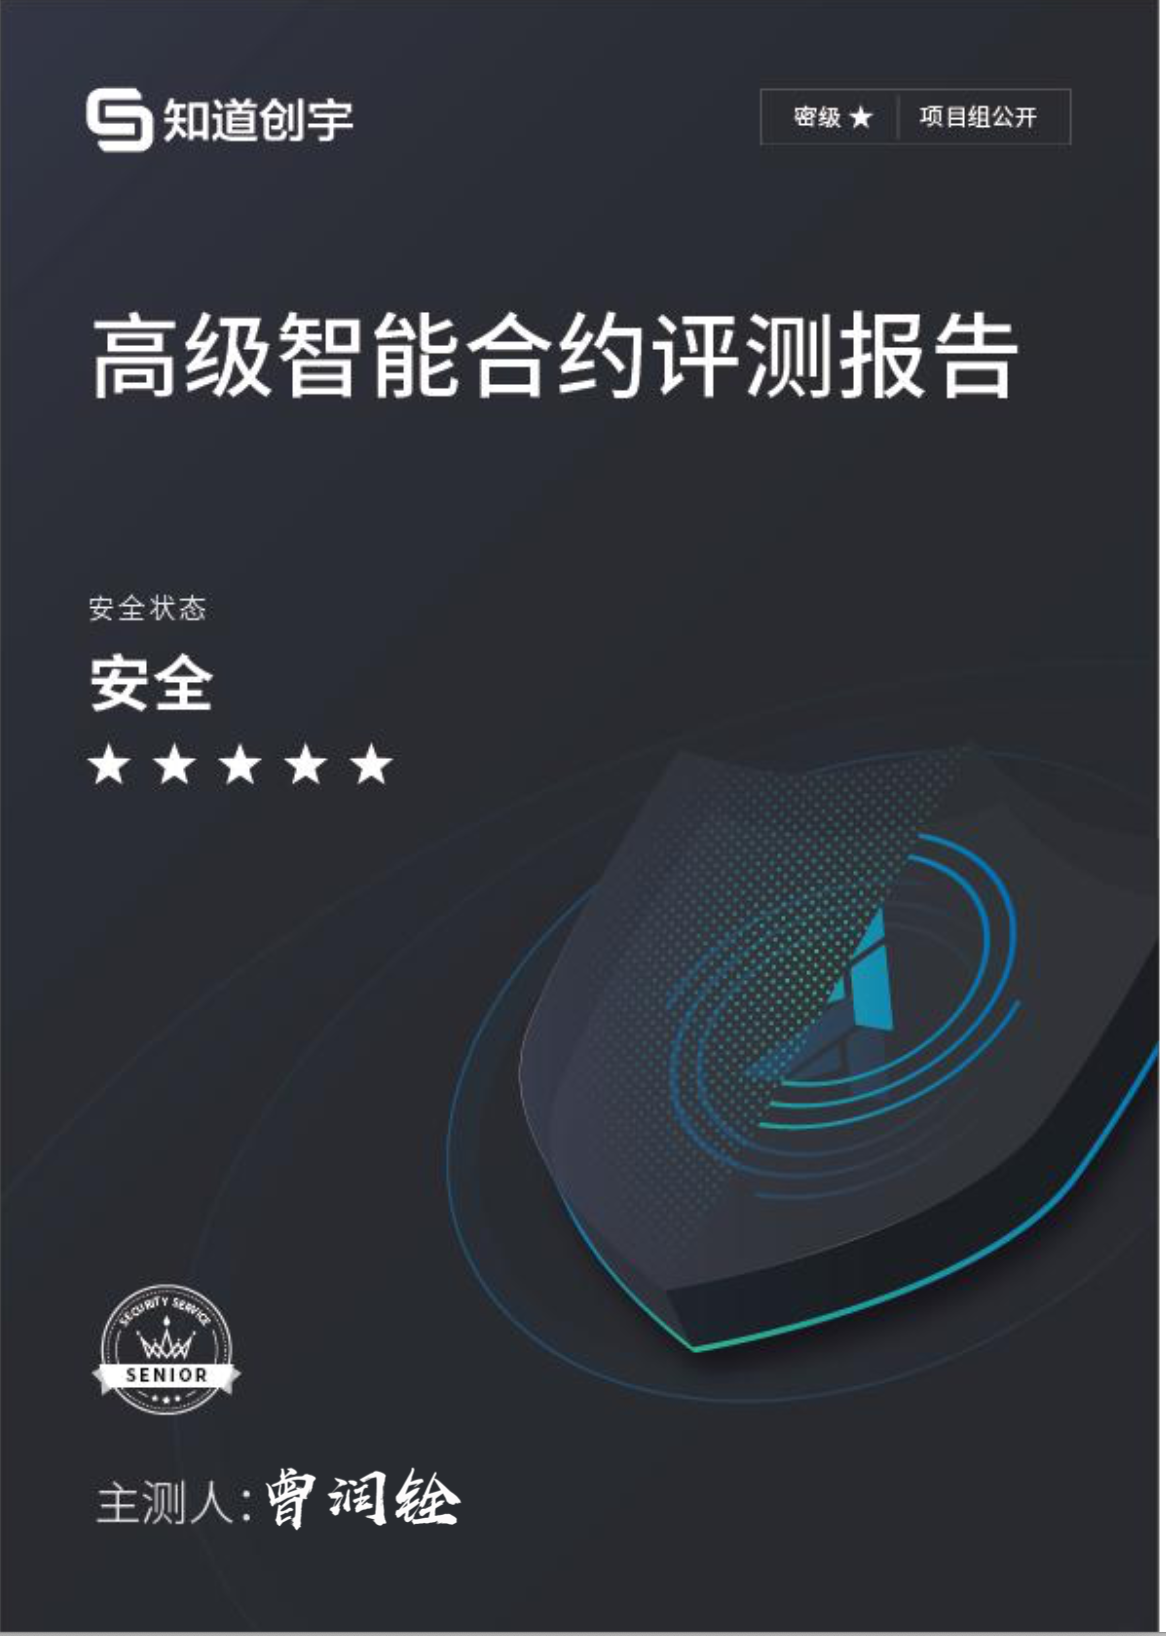 知道创宇
密级 ★ 项目组公开
高级智能合约评测报告
安全状态
安全
★ ★ ★ ★ ★
SECURITY SERVICE
SENIOR
主测人：曾润铨